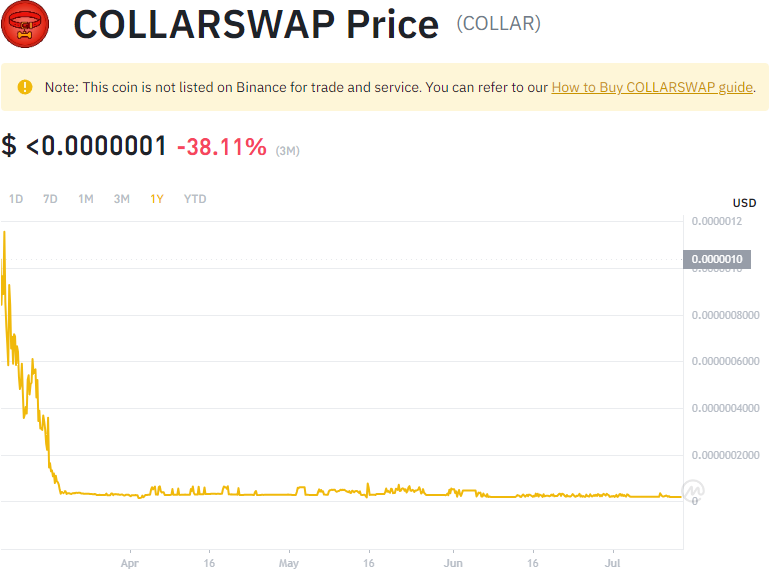 COLLARSWAP Price (COLLAR)
Note: This coin is not listed on Binance for trade and service. You can refer to our How to Buy COLLARSWAP guide.
$ <0.0000001 -38.11% (3M)
1D 7D 1M 3M 1Y YTD
USD
0.0000012
0.0000010
0.0000010
0.0000008000
0.0000006000
0.0000004000
0.0000002000
0
Apr 16 May 16 Jun 16 Jul